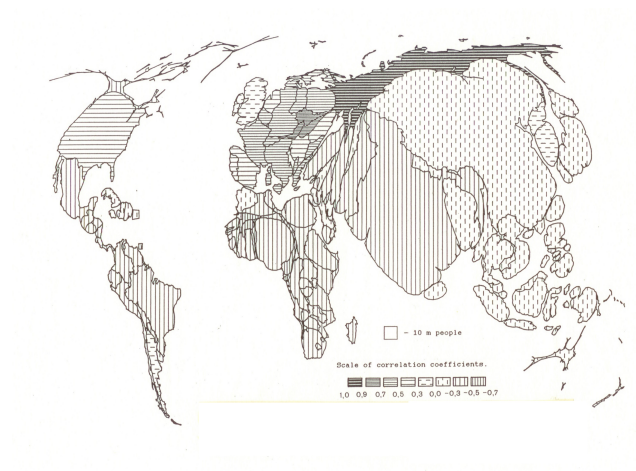 - 10 m people
Scale of correlation coefficients.
1,0 0,9 0,7 0,5 0,3 0,0 -0,3 -0,5 -0,7